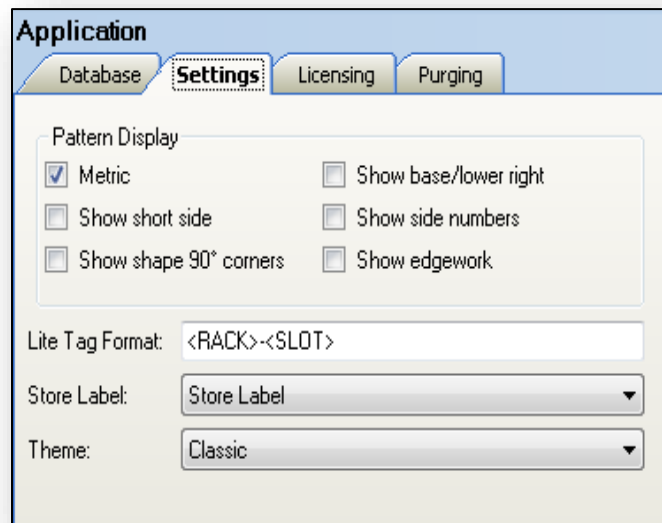 Application
Database Settings Licensing Purging
Pattern Display
Metric Show base/lower right
Show short side Show side numbers
Show shape 90° corners Show edgework
Lite Tag Format: <RACK>-<SLOT>
Store Label: Store Label
Theme: Classic